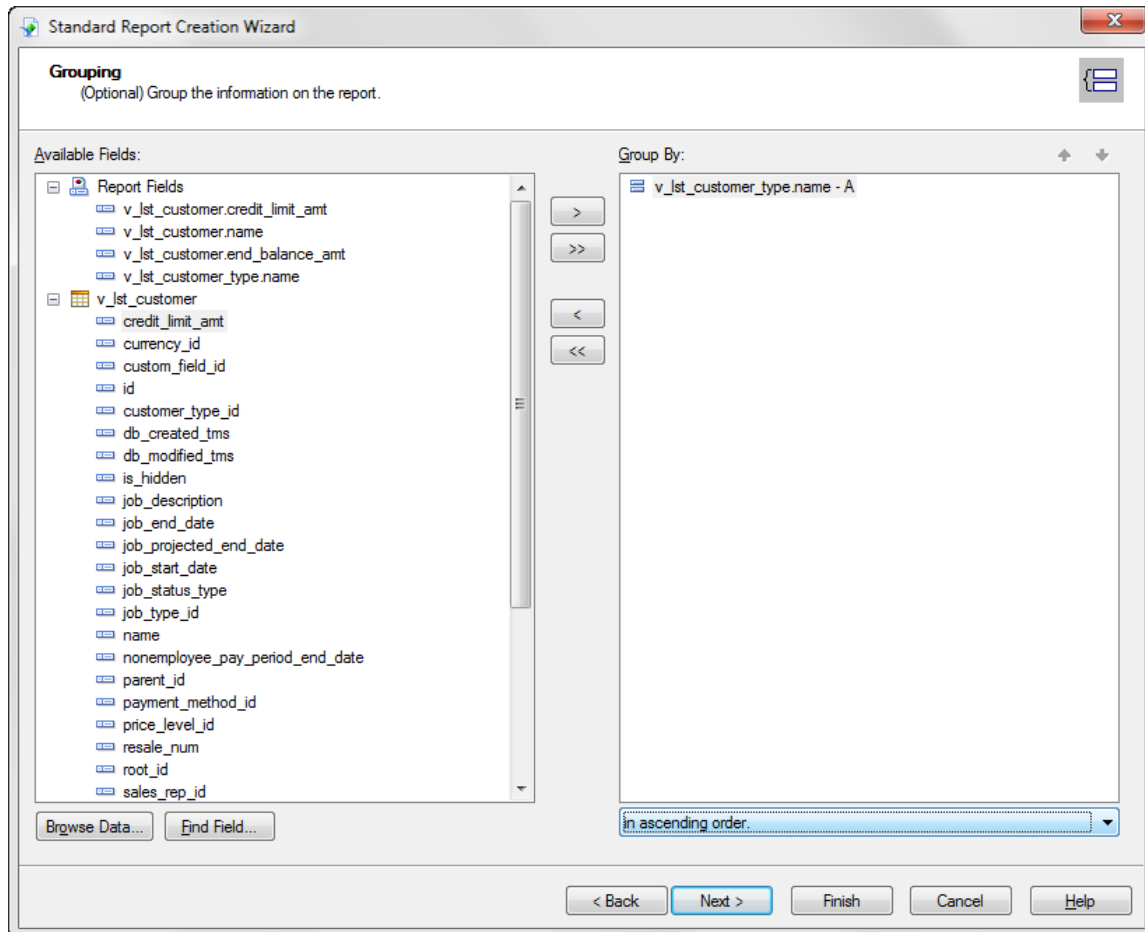 Standard Report Creation Wizard
X
Grouping
(Optional) Group the information on the report.
Available Fields:
Report Fields
v_lst_customer.credit_limit_amt
v_lst_customer.name
v_lst_customer.end_balance_amt
v_lst_customer_type.name
v_lst_customer
credit_limit_amt
currency_id
custom_field_id
id
customer_type_id
db_created_tms
db_modified_tms
is_hidden
job_description
job_end_date
job_projected_end_date
job_start_date
job_status_type
job_type_id
name
nonemployee_pay_period_end_date
parent_id
payment_method_id
price_level_id
resale_num
root_id
sales_rep_id
Browse Data... Find Field...
>
>>
<
<<
Group By:
v_lst_customer_type.name - A
in ascending order.
< Back Next > Finish Cancel Help